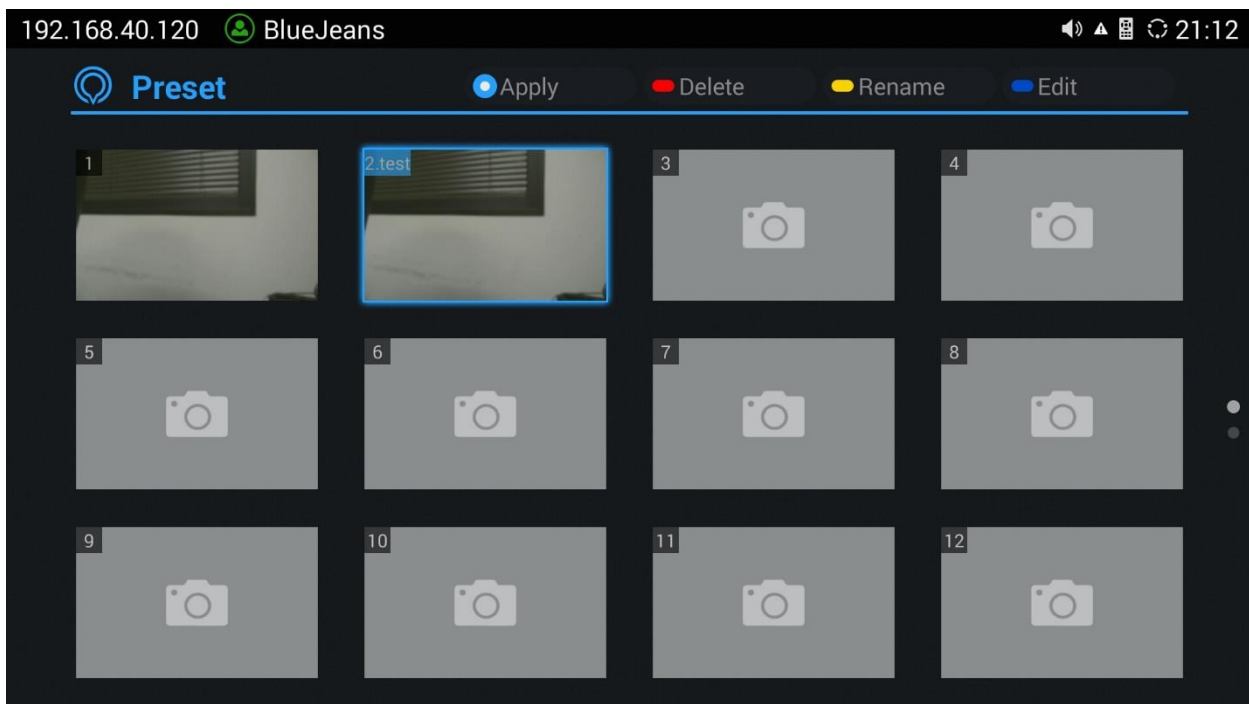 192.168.40.120 BlueJeans 21:12
Preset Apply Delete Rename Edit
1 2.test 3 4
5 6 7 8
9 10 11 12